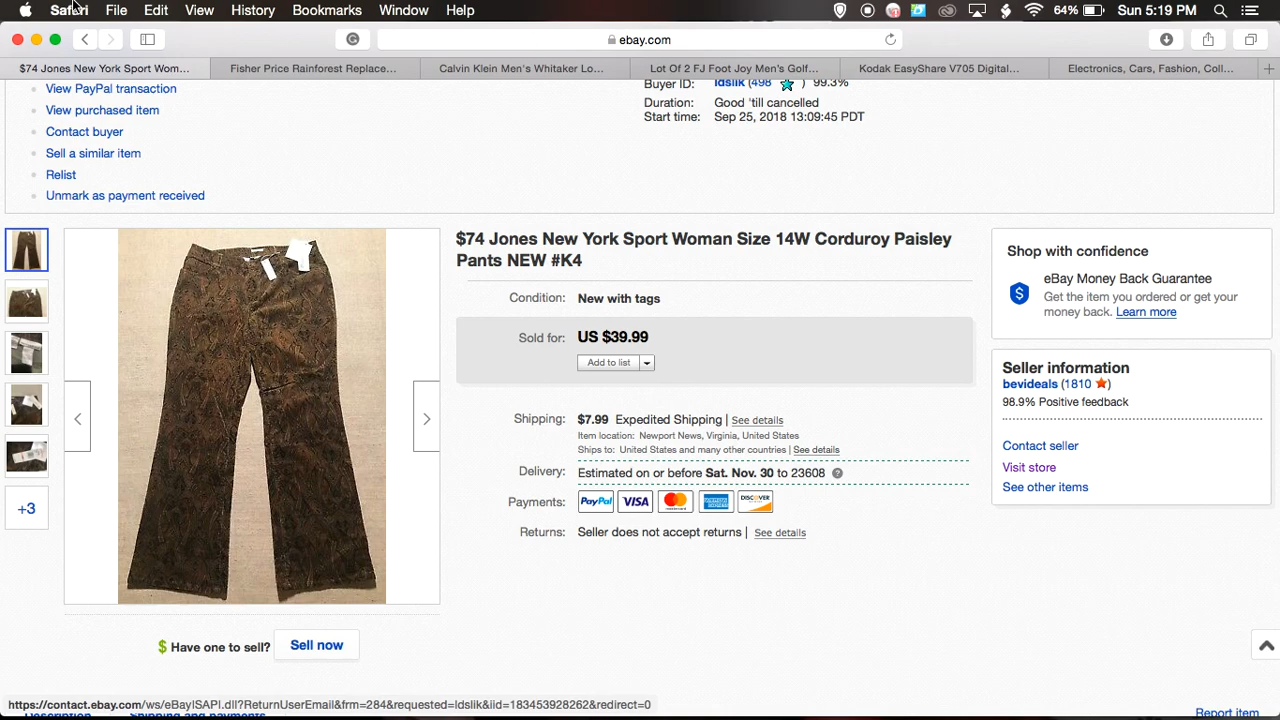 Safari File Edit View History Bookmarks Window Help 64% Sun 5:19 PM
ebay.com
$74 Jones New York Sport Wom... Fisher Price Rainforest Replace... Calvin Klein Men's Whitaker Lo... Lot Of 2 FJ Foot Joy Men's Golf... Kodak EasyShare V705 Digital... Electronics, Cars, Fashion, Coll...
View PayPal transaction
View purchased item
Contact buyer
Sell a similar item
Relist
Unmark as payment received
Buyer ID: ldslik (498 ) 99.3%
Duration: Good 'till cancelled
Start time: Sep 25, 2018 13:09:45 PDT
+3
$74 Jones New York Sport Woman Size 14W Corduroy Paisley
Pants NEW #K4
Condition: New with tags
Sold for: US $39.99
Add to list
Shipping: $7.99 Expedited Shipping | See details
Item location: Newport News, Virginia, United States
Ships to: United States and many other countries | See details
Delivery: Estimated on or before Sat. Nov. 30 to 23608 ?
Payments: PayPal VISA MasterCard AMERICAN EXPRESS DISCOVER
Returns: Seller does not accept returns | See details
Shop with confidence
eBay Money Back Guarantee
Get the item you ordered or get your
money back. Learn more
Seller information
bevideals (1810 )
98.9% Positive feedback
Contact seller
Visit store
See other items
$ Have one to sell? Sell now
https://contact.ebay.com/ws/eBayISAPI.dll?ReturnUserEmail&frm=284&requested=ldslik&iid=183453928262&redirect=0
Description Shipping and payments
Report item